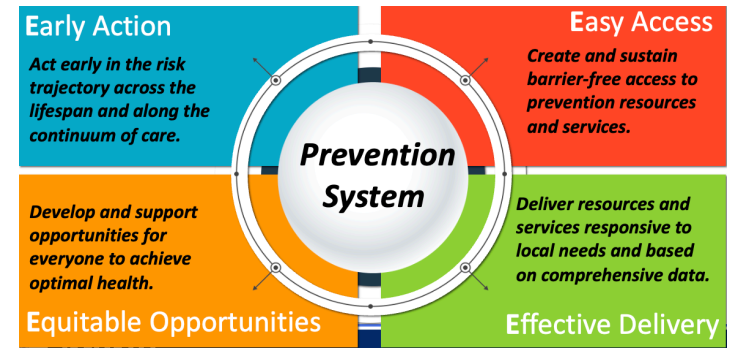 Early Action
Act early in the risk
trajectory across the
lifespan and along the
continuum of care.
Easy Access
Create and sustain
barrier-free access to
prevention resources
and services.
Prevention
System
Develop and support
opportunities for
everyone to achieve
optimal health.
Equitable Opportunities
Deliver resources and
services responsive to
local needs and based
on comprehensive data.
Effective Delivery